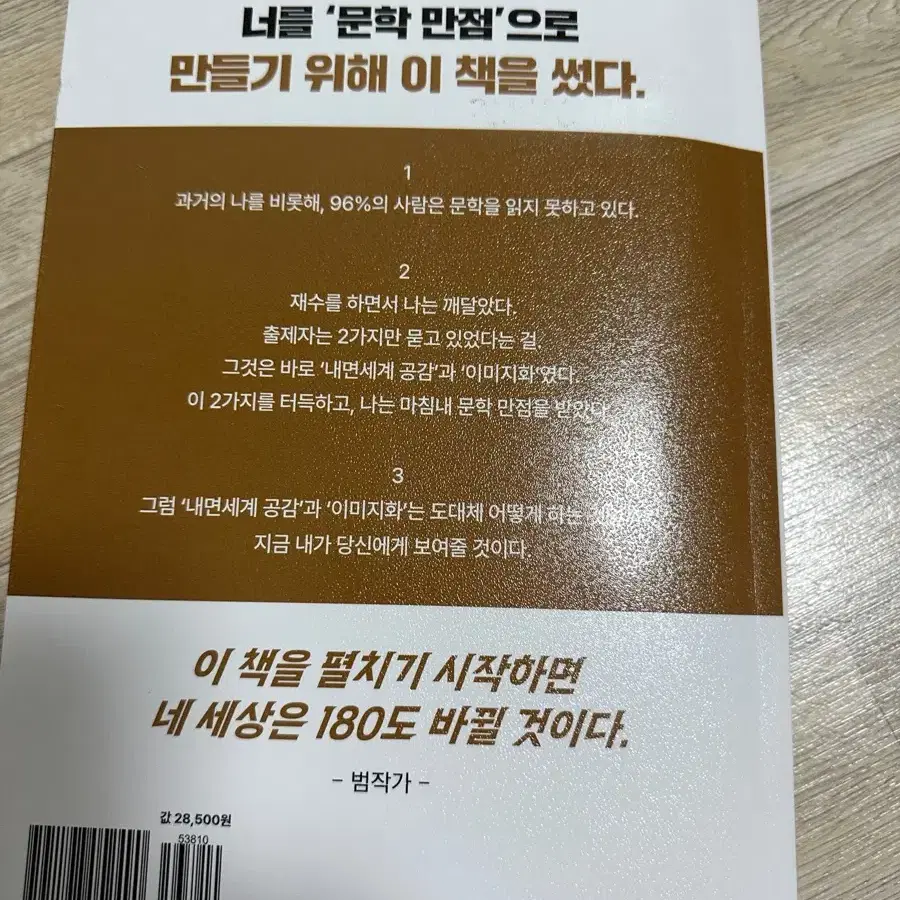 너를 '문학 만점'으로
만들기 위해 이 책을 썼다.
1
과거의 나를 비롯해, 96%의 사람은 문학을 읽지 못하고 있다.
2
재수를 하면서 나는 깨달았다.
출제자는 2가지만 묻고 있었다는 걸.
그것은 바로 '내면세계 공감'과 '이미지화'였다.
이 2가지를 터득하고, 나는 마침내 문학 만점을 받았다.
3
그럼 '내면세계 공감'과 '이미지화'는 도대체 어떻게 하는
지금 내가 당신에게 보여줄 것이다.
이 책을 펼치기 시작하면
네 세상은 180도 바뀔 것이다.
- 범작가 -
값 28,500원
53810